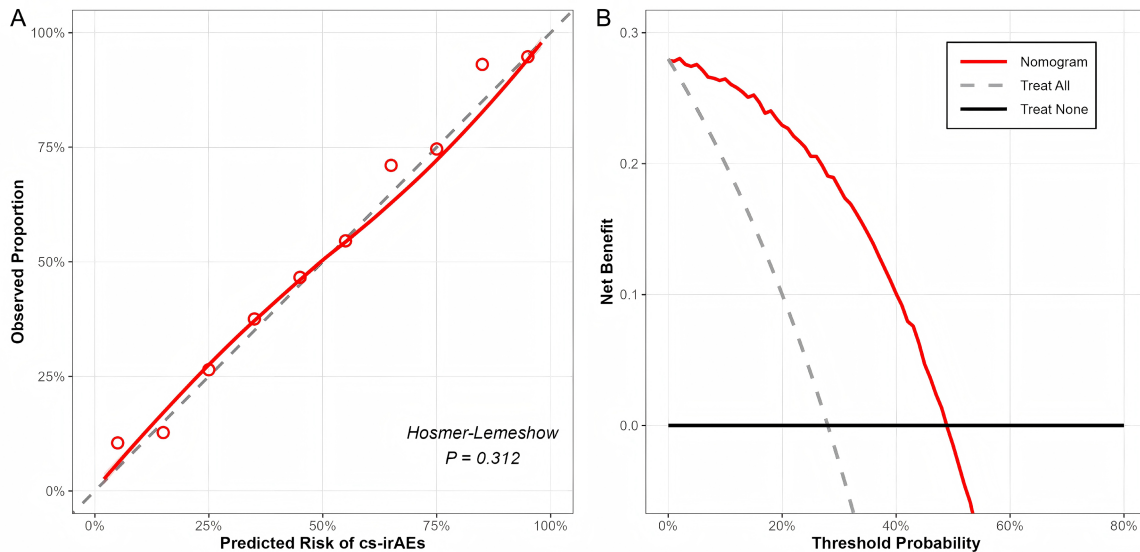 A
100%
75%
50%
25%
0%
Observed Proportion
0%
25%
50%
75%
100%
Predicted Risk of cs-irAEs
Hosmer-Lemeshow
P = 0.312
B
0.3
0.2
0.1
0.0
Net Benefit
0%
20%
40%
60%
80%
Threshold Probability
Nomogram
Treat All
Treat None